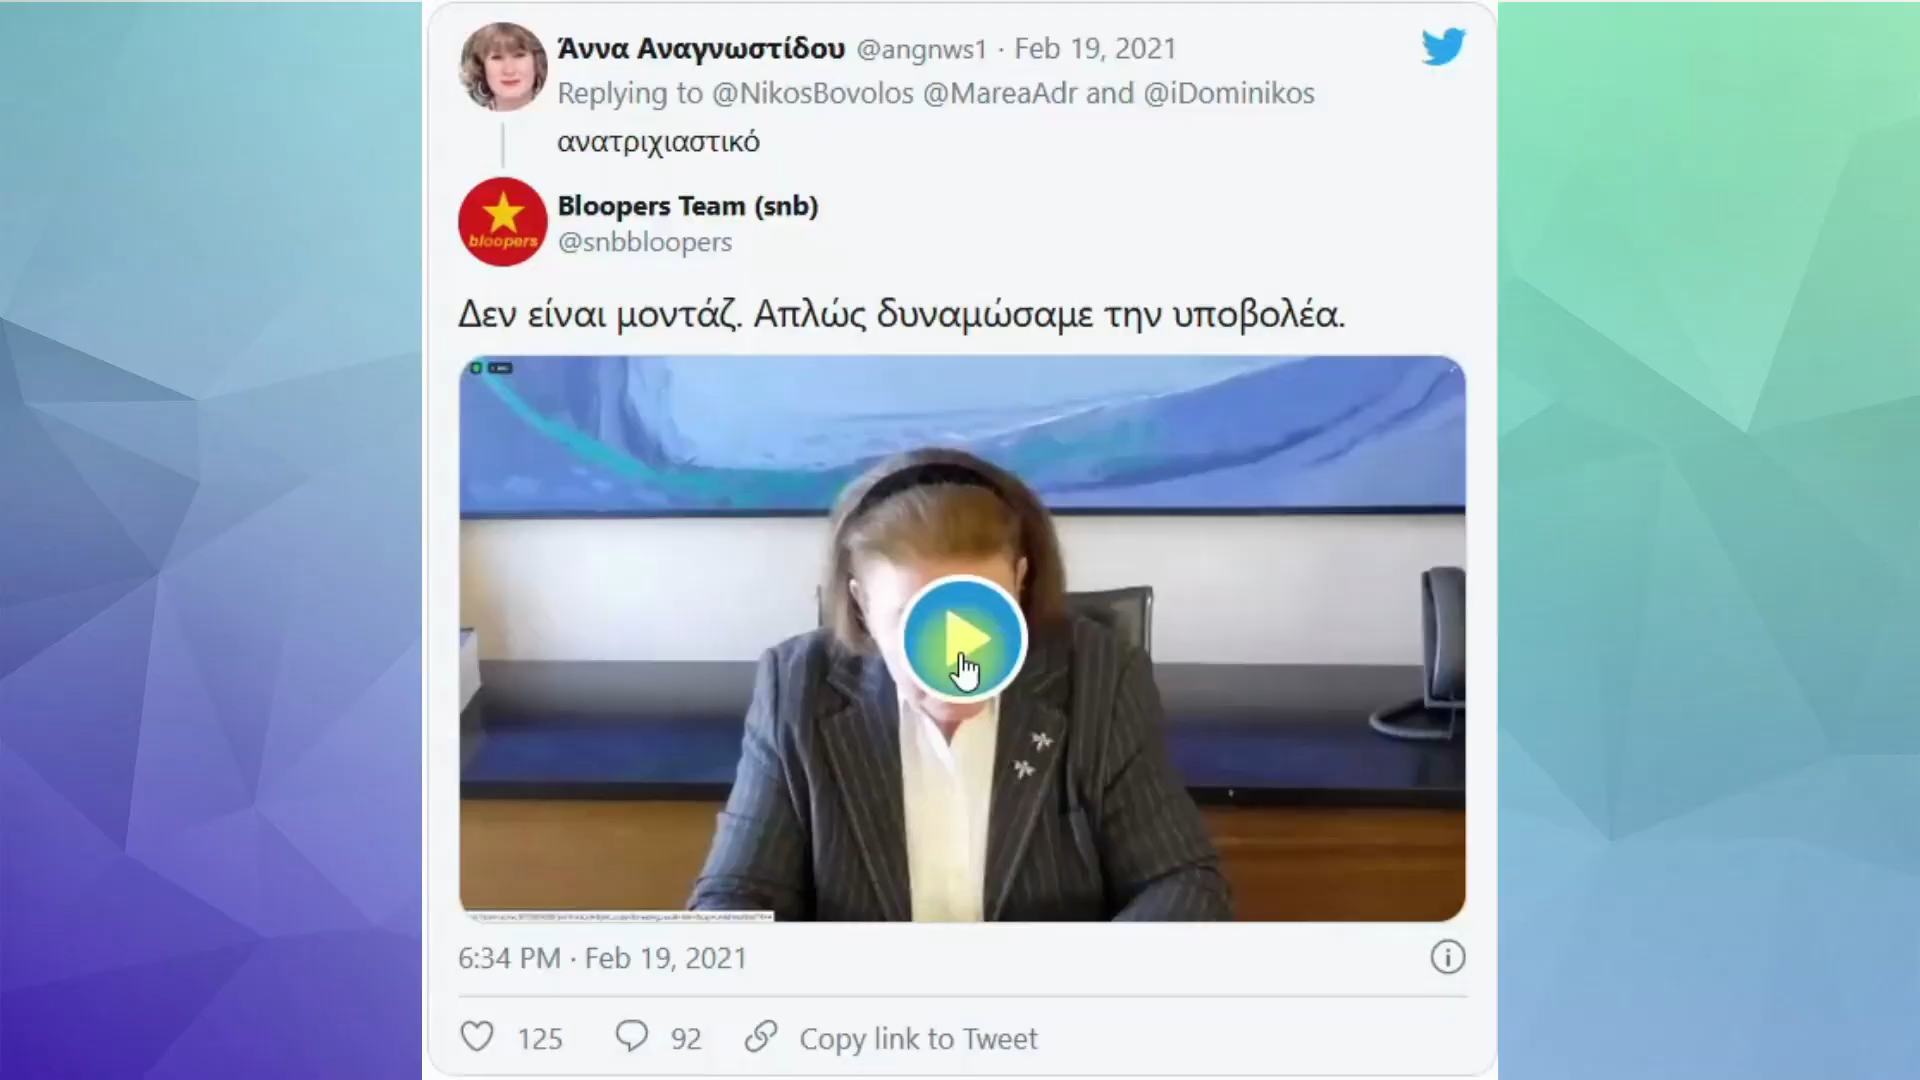 Άννα Αναγνωστίδου @angnws1 · Feb 19, 2021
Replying to @NikosBovolos @MareaAdr and @iDominikos
ανατριχιαστικό
bloopers
Bloopers Team (snb)
@snbbloopers
Δεν είναι μοντάζ. Απλώς δυναμώσαμε την υποβολέα.
6:34 PM · Feb 19, 2021
125
92
Copy link to Tweet